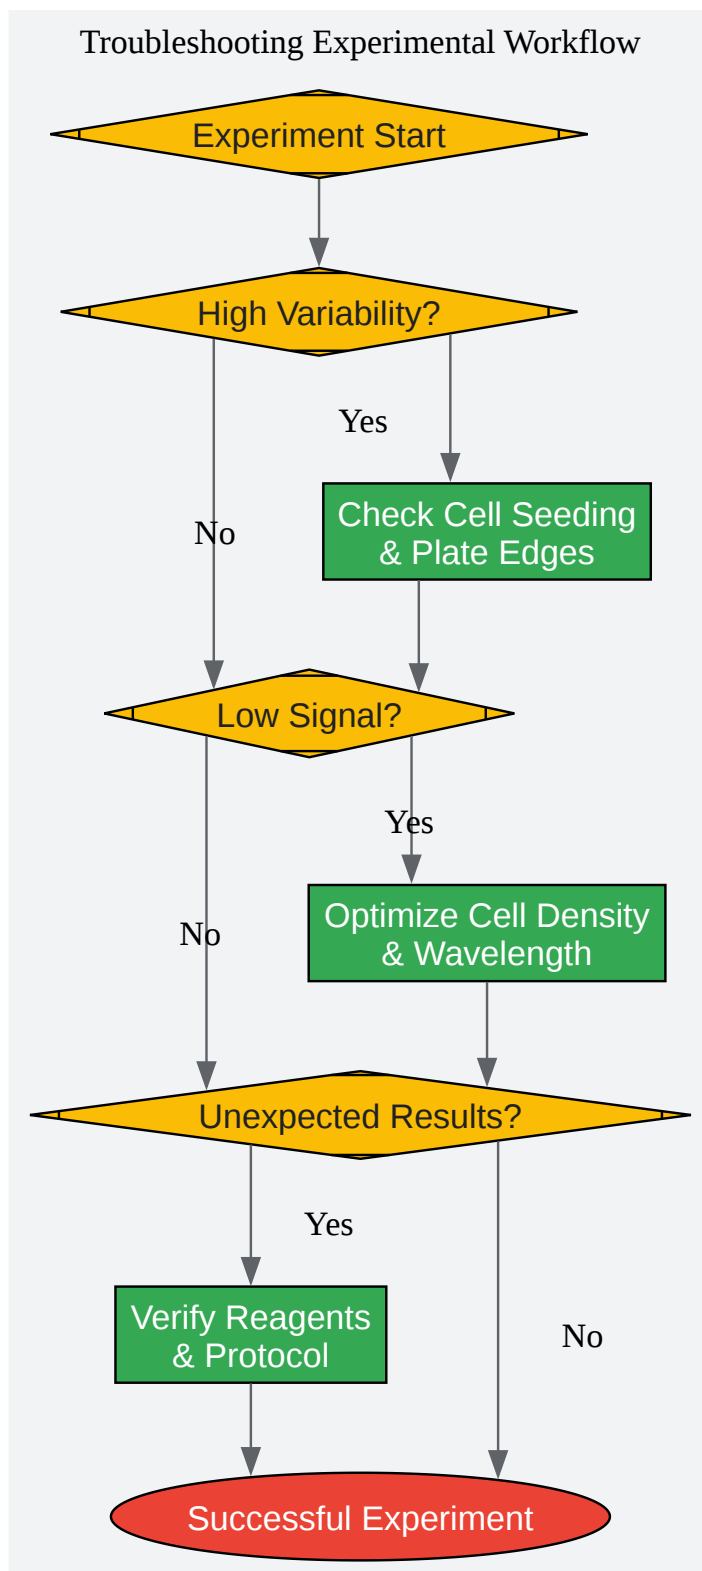 Troubleshooting Experimental Workflow
Experiment Start
High Variability?
Yes
Check Cell Seeding
& Plate Edges
No
Low Signal?
Yes
Optimize Cell Density
& Wavelength
No
Unexpected Results?
Yes
Verify Reagents
& Protocol
No
Successful Experiment